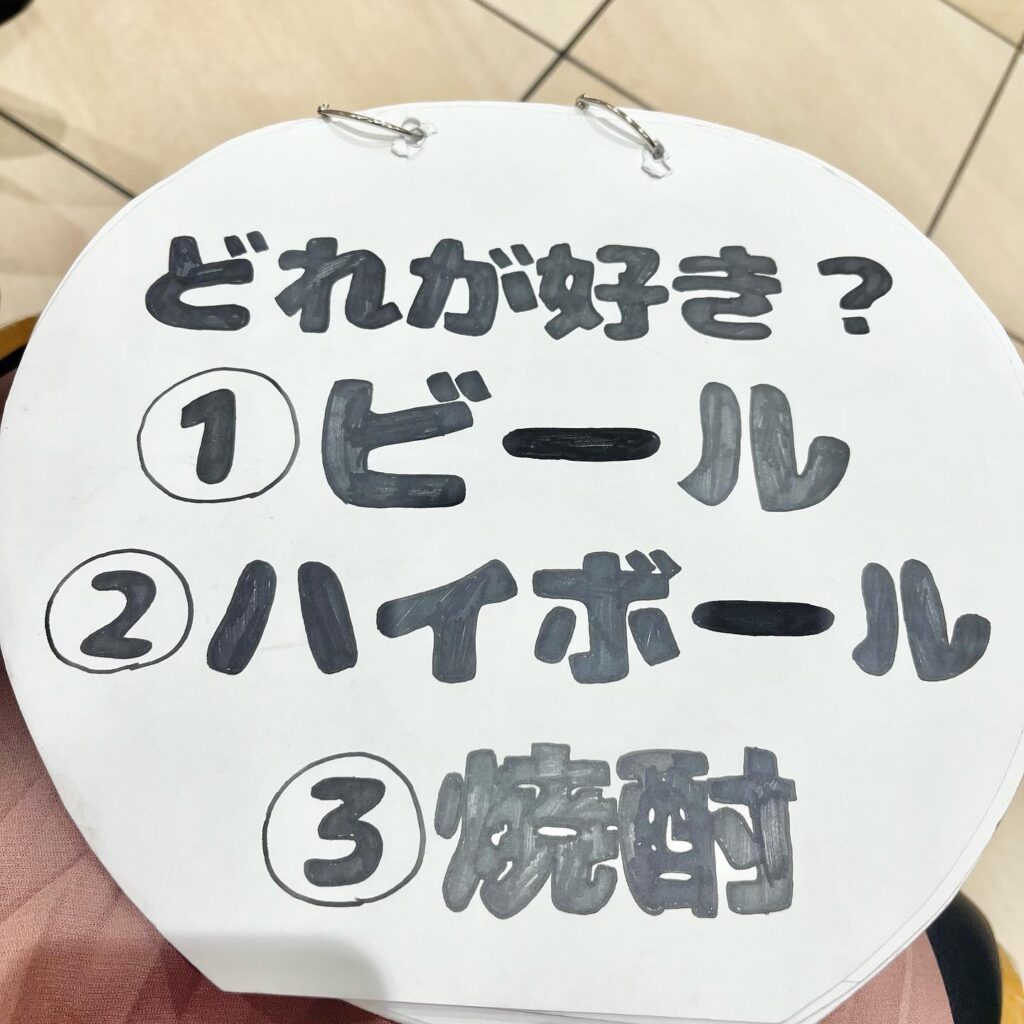 どれが好き？
①ビール
②ハイボール
③焼酎